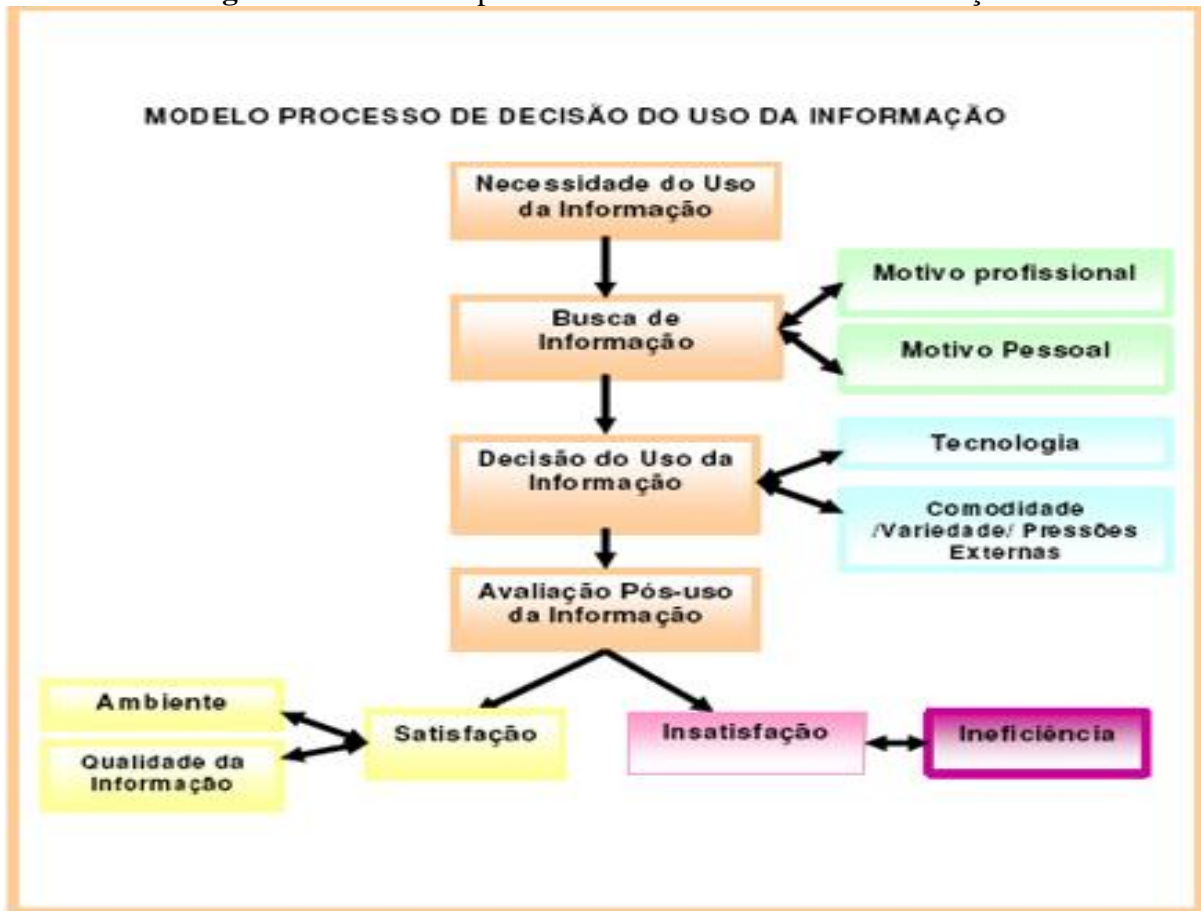 MODELO PROCESSO DE DECISÃO DO USO DA INFORMAÇÃO
Necessidade do Uso
da Informação
Busca de
Informação
Motivo profissional
Motivo Pessoal
Decisão do Uso da
Informação
Tecnologia
Comodidade
/Variedade/ Pressões
Externas
Avaliação Pós-uso
da Informação
Ambiente
Qualidade da
Informação
Satisfação
Insatisfação
Ineficiência